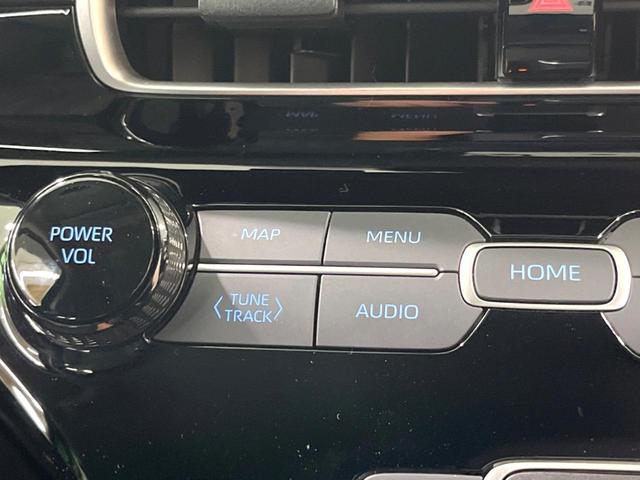 POWER
VOL
MAP
MENU
HOME
TUNE
TRACK
AUDIO